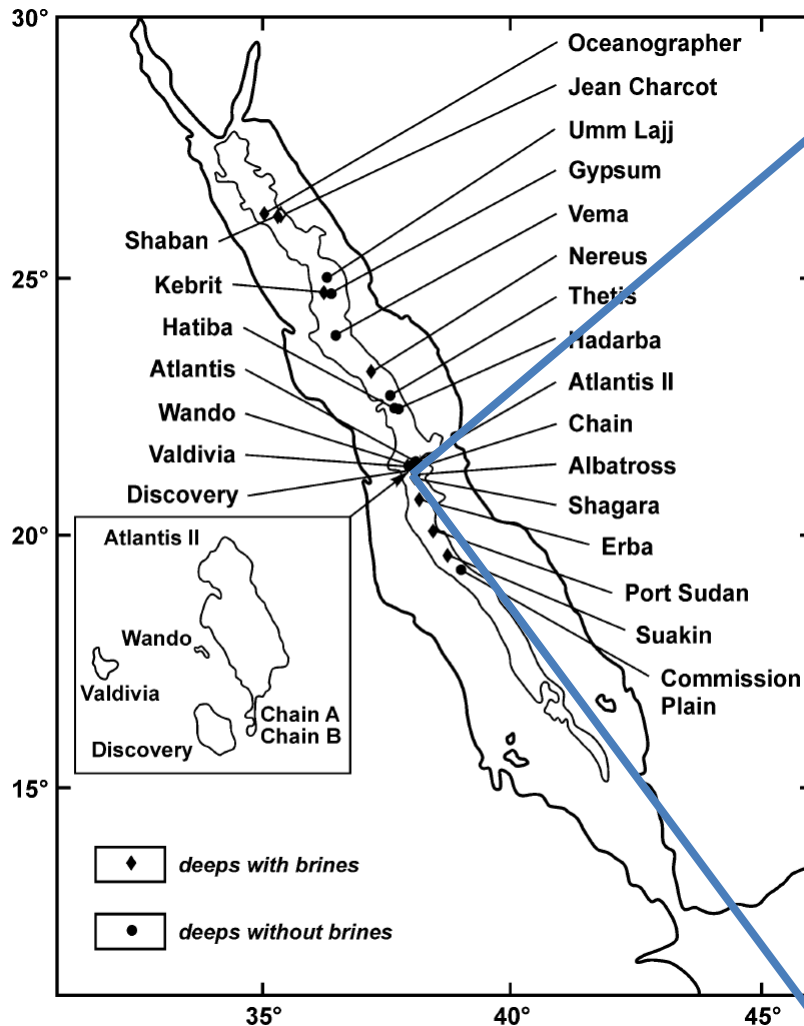 30°
25°
20°
15°
35°
40°
45°
Oceanographer
Jean Charcot
Umm Lajj
Gypsum
Vema
Nereus
Thetis
Hadarba
Atlantis II
Chain
Albatross
Shagara
Erba
Port Sudan
Suakin
Commission
Plain
Shaban
Kebrit
Hatiba
Atlantis
Wando
Valdivia
Discovery
Atlantis II
Wando
Valdivia
Discovery
Chain A
Chain B
deeps with brines
deeps without brines